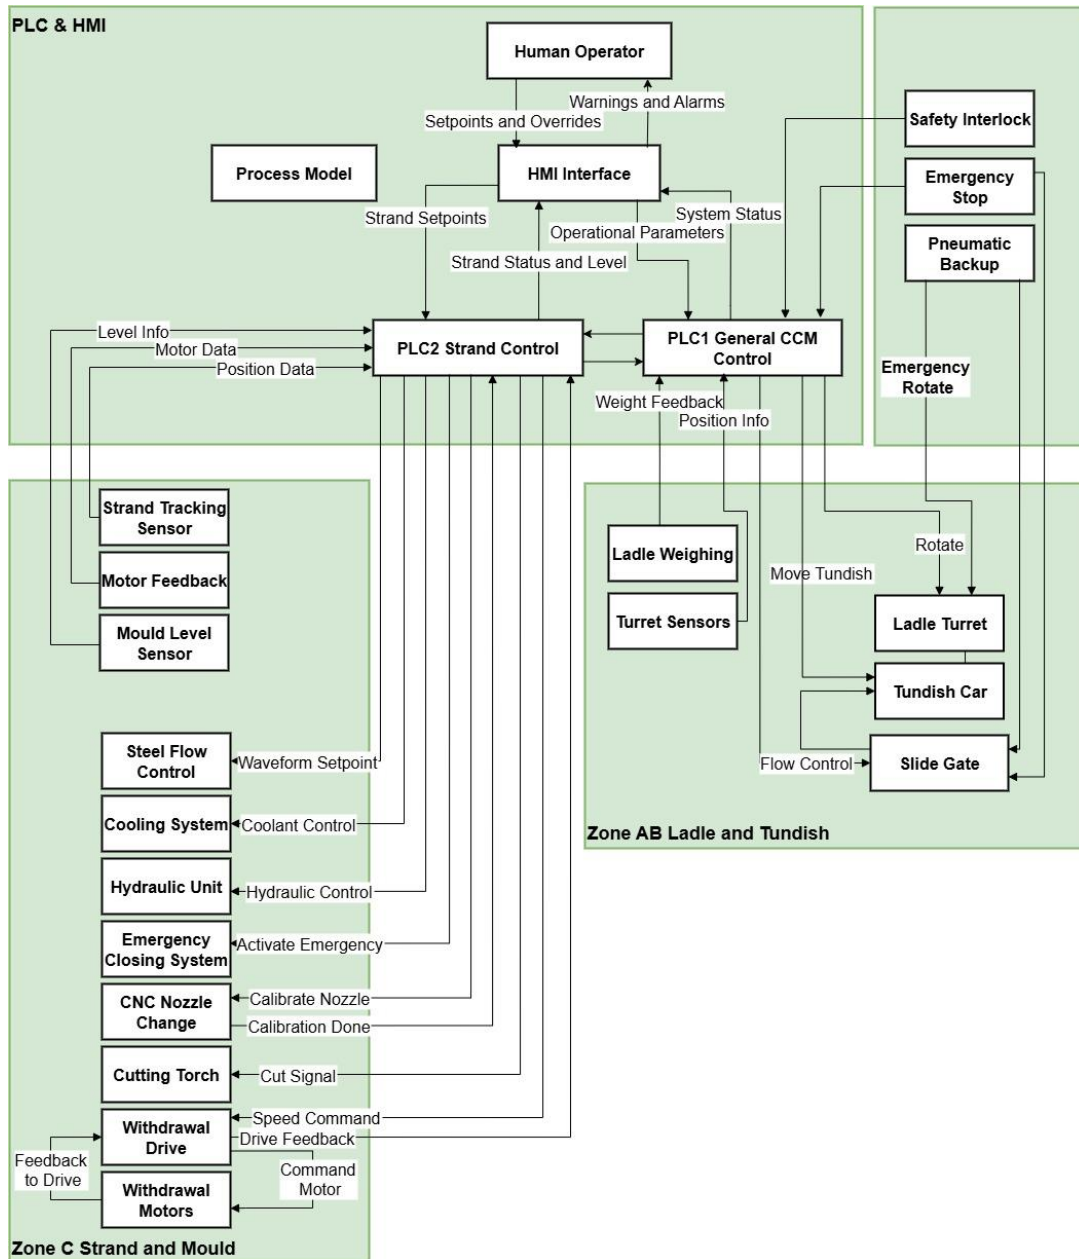 PLC & HMI
Human Operator
Warnings and Alarms
Setpoints and Overrides
Process Model
HMI Interface
Strand Setpoints
System Status
Operational Parameters
Strand Status and Level
Safety Interlock
Emergency
Stop
Pneumatic
Backup
Level Info
Motor Data
Position Data
PLC2 Strand Control
PLC1 General CCM
Control
Weight Feedback
Position Info
Emergency
Rotate
Strand Tracking
Sensor
Motor Feedback
Mould Level
Sensor
Ladle Weighing
Turret Sensors
Rotate
Move Tundish
Ladle Turret
Tundish Car
Flow Control
Slide Gate
Zone AB Ladle and Tundish
Steel Flow
Control
Waveform Setpoint
Cooling System
Coolant Control
Hydraulic Unit
Hydraulic Control
Emergency
Closing System
Activate Emergency
CNC Nozzle
Change
Calibrate Nozzle
Calibration Done
Cutting Torch
Cut Signal
Withdrawal
Drive
Speed Command
Drive Feedback
Feedback
to Drive
Command
Motor
Withdrawal
Motors
Zone C Strand and Mould